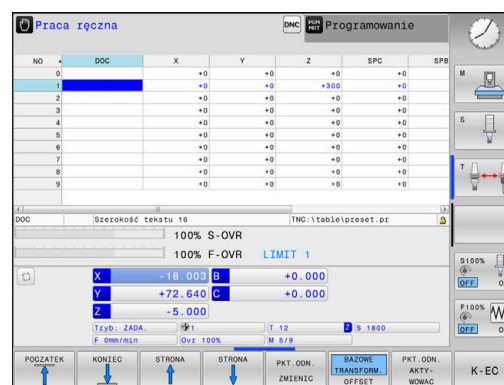 Praca ręczna
DNC
PGM MGT
Programowanie
NO DOC X Y Z SPC SPB
0 +0 +0 +0 +0
1 +0 +0 +300 +0
2 +0 +0 +0 +0
3 +0 +0 +0 +0
4 +0 +0 +0 +0
5 +0 +0 +0 +0
6 +0 +0 +0 +0
7 +0 +0 +0 +0
8 +0 +0 +0 +0
9 +0 +0 +0 +0
DOC Szerokość tekstu 16 TNC:\table\preset.pr
100% S-OVR
100% F-OVR LIMIT 1
X -18.003 B +0.000
Y +72.640 C +0.000
Z -5.000
Tryb: ZADA. 1 T 12 Z S 1800
F 0mm/min Ovr 100% M 5/9
M
S
T
S100%
OFF O
F100% W
OFF O
POCZATEK
KONIEC
STRONA
STRONA
PKT.ODN.
ZMIENIC
BAZOWE
TRANSFORM.
OFFSET
PKT.ODN.
AKTY-
WOWAC
K-EC